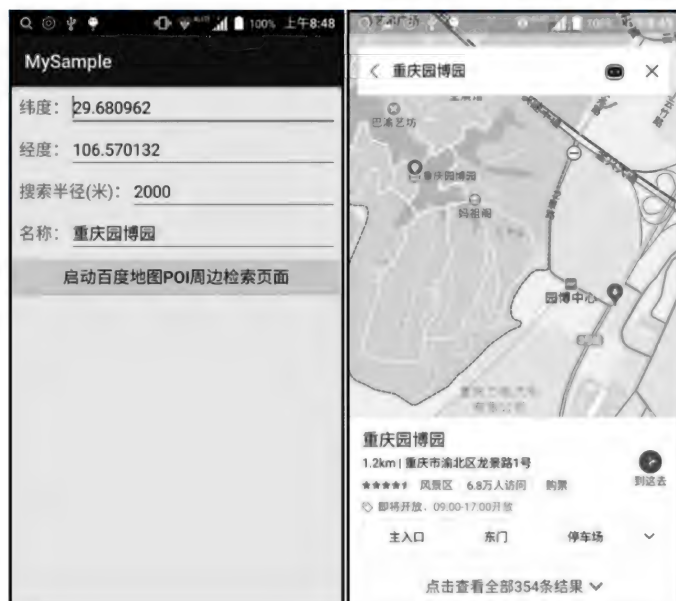 100% 上午8:48
MySample
纬度: 29.680962
经度: 106.570132
搜索半径(米): 2000
名称: 重庆园博园
启动百度地图POI周边检索页面
重庆园博园
巴渝艺坊
重庆园博园
妈祖阁
园博中心
重庆园博园
1.2km | 重庆市渝北区龙景路1号
风景区 6.8万人访问 购票
到这去
即将开放，09:00-17:00开放
主入口 东门 停车场
点击查看全部354条结果